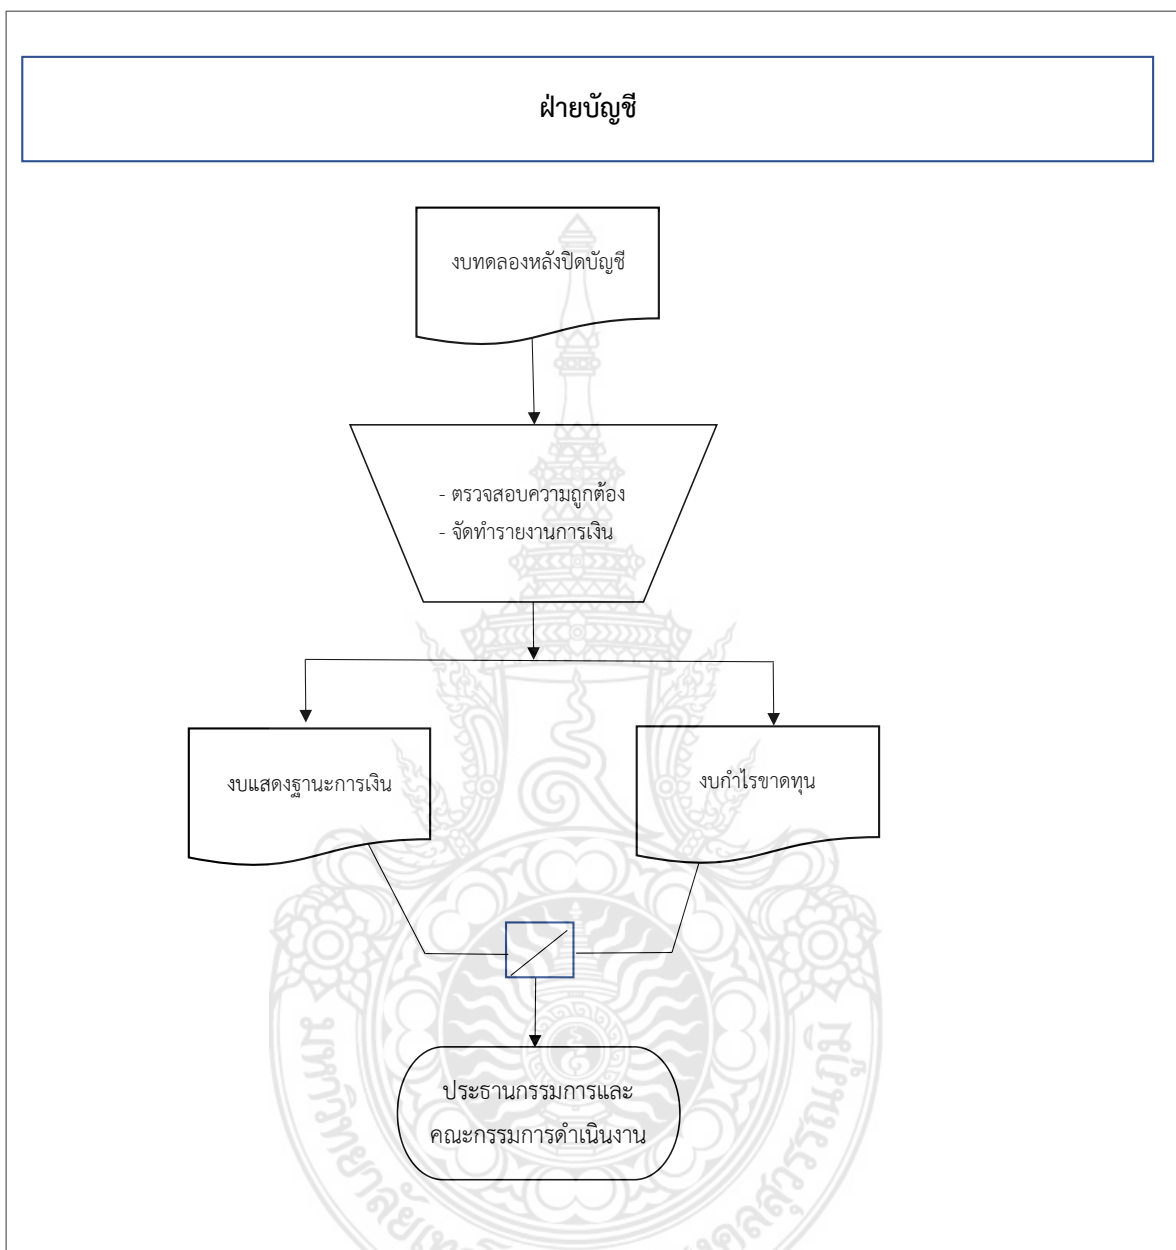 ฝ่ายบัญชี
งบทดลองหลังปิดบัญชี
- ตรวจสอบความถูกต้อง
- จัดทำรายงานการเงิน
งบแสดงฐานะการเงิน
งบกำไรขาดทุน
ประธานกรรมการและ
คณะกรรมการดำเนินงาน